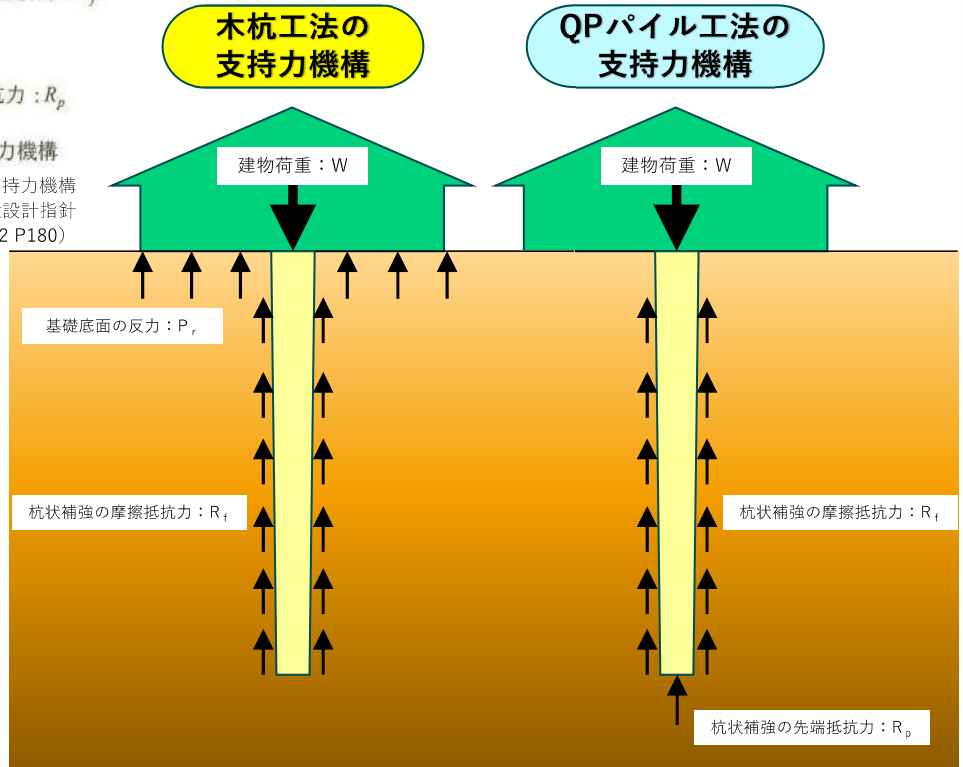 木杭工法の
支持力機構
QPパイル工法の
支持力機構
力：Rp
力機構
持力機構
設計指針
2 P180）
建物荷重：W
建物荷重：W
基礎底面の反力：Pr
杭状補強の摩擦抵抗力：Rf
杭状補強の摩擦抵抗力：Rf
杭状補強の先端抵抗力：Rp